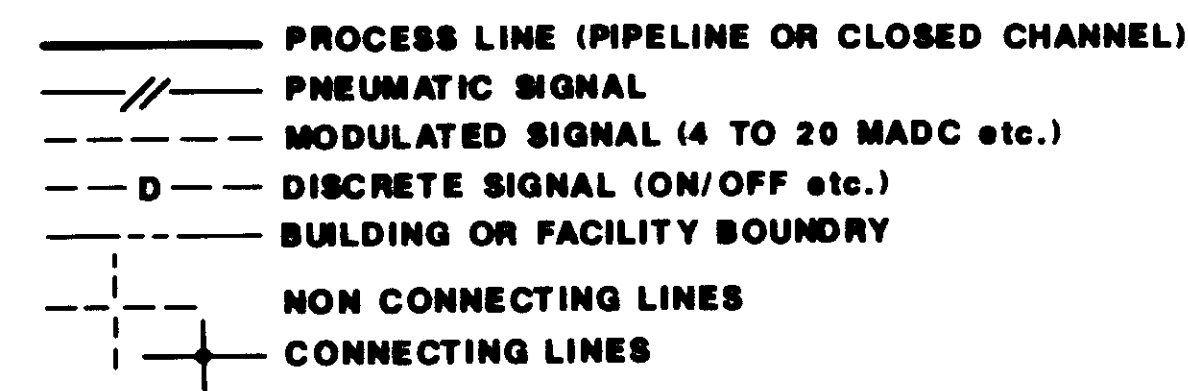 PROCESS LINE (PIPELINE OR CLOSED CHANNEL)
PNEUMATIC SIGNAL
MODULATED SIGNAL (4 TO 20 MADC etc.)
D DISCRETE SIGNAL (ON/OFF etc.)
BUILDING OR FACILITY BOUNDRY
NON CONNECTING LINES
CONNECTING LINES